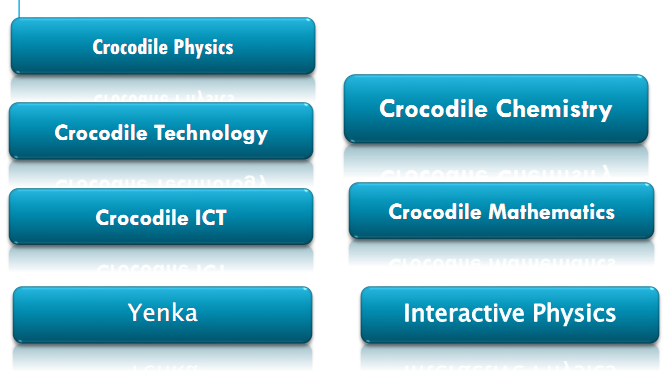 Crocodile Physics
Crocodile Technology
Crocodile ICT
Yenka
Crocodile Chemistry
Crocodile Mathematics
Interactive Physics